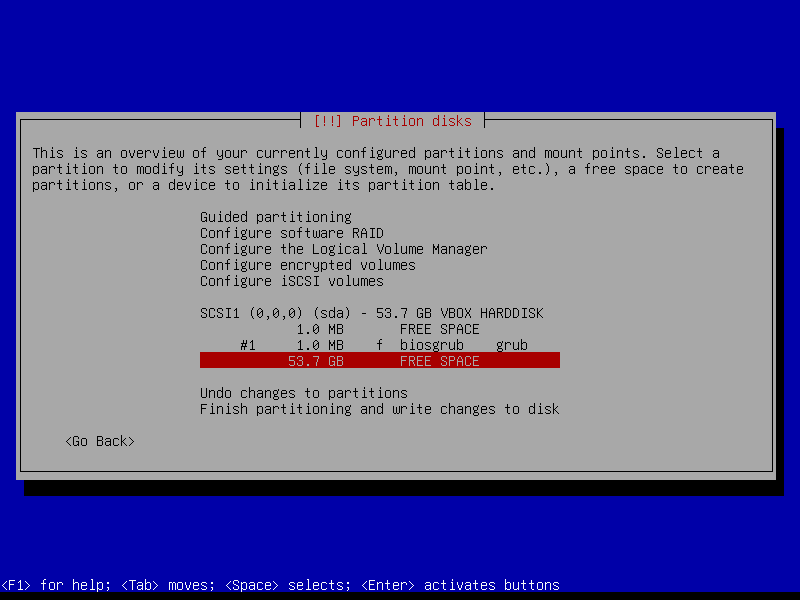 [!!] Partition disks
This is an overview of your currently configured partitions and mount points. Select a
partition to modify its settings (file system, mount point, etc.), a free space to create
partitions, or a device to initialize its partition table.
Guided partitioning
Configure software RAID
Configure the Logical Volume Manager
Configure encrypted volumes
Configure iSCSI volumes
SCSI1 (0,0,0) (sda) - 53.7 GB VBOX HARDDISK
1.0 MB FREE SPACE
#1 1.0 MB f biosgrub grub
53.7 GB FREE SPACE
Undo changes to partitions
Finish partitioning and write changes to disk
<Go Back>
<F1> for help; <Tab> moves; <Space> selects; <Enter> activates buttons